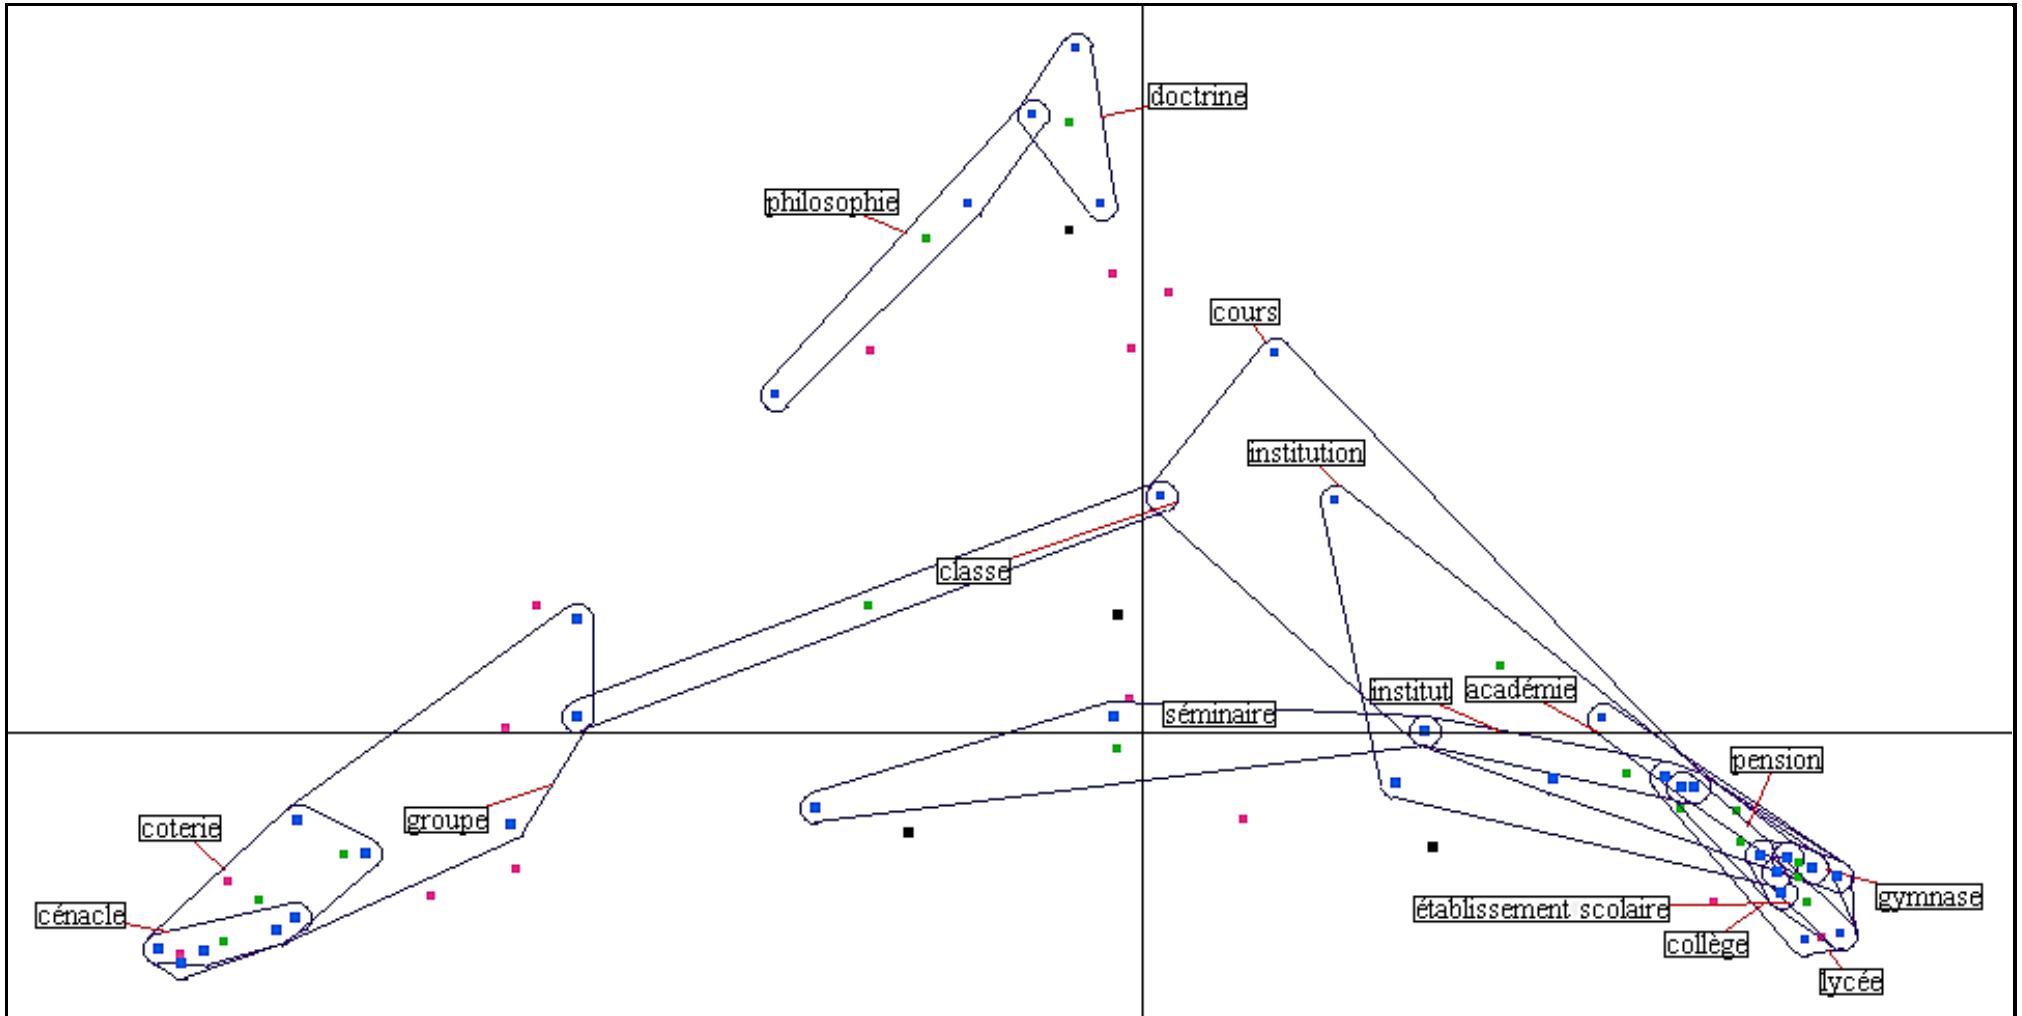 doctrine
philosophie
cours
institution
classe
institut
académie
séminaire
pension
coterie
groupe
cénacle
gymnase
établissement scolaire
collège
lycée